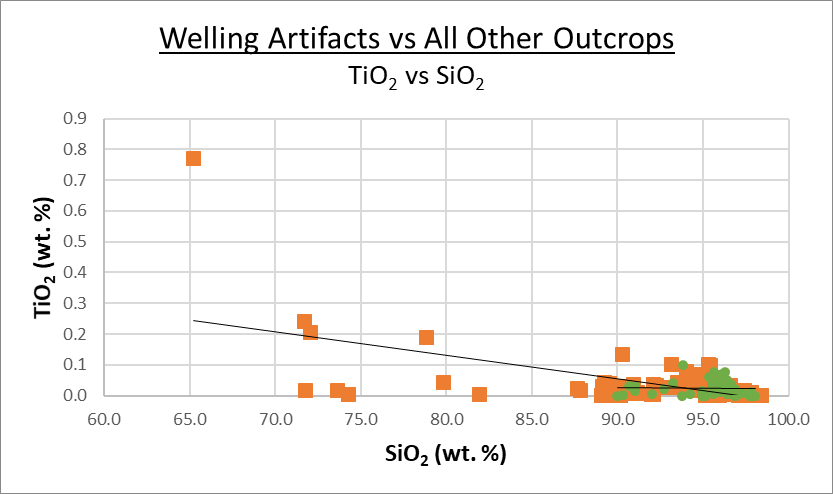 Welling Artifacts vs All Other Outcrops
TiO₂ vs SiO₂
TiO₂ (wt. %)
0.9
0.8
0.7
0.6
0.5
0.4
0.3
0.2
0.1
0.0
60.0 65.0 70.0 75.0 80.0 85.0 90.0 95.0 100.0
SiO₂ (wt. %)